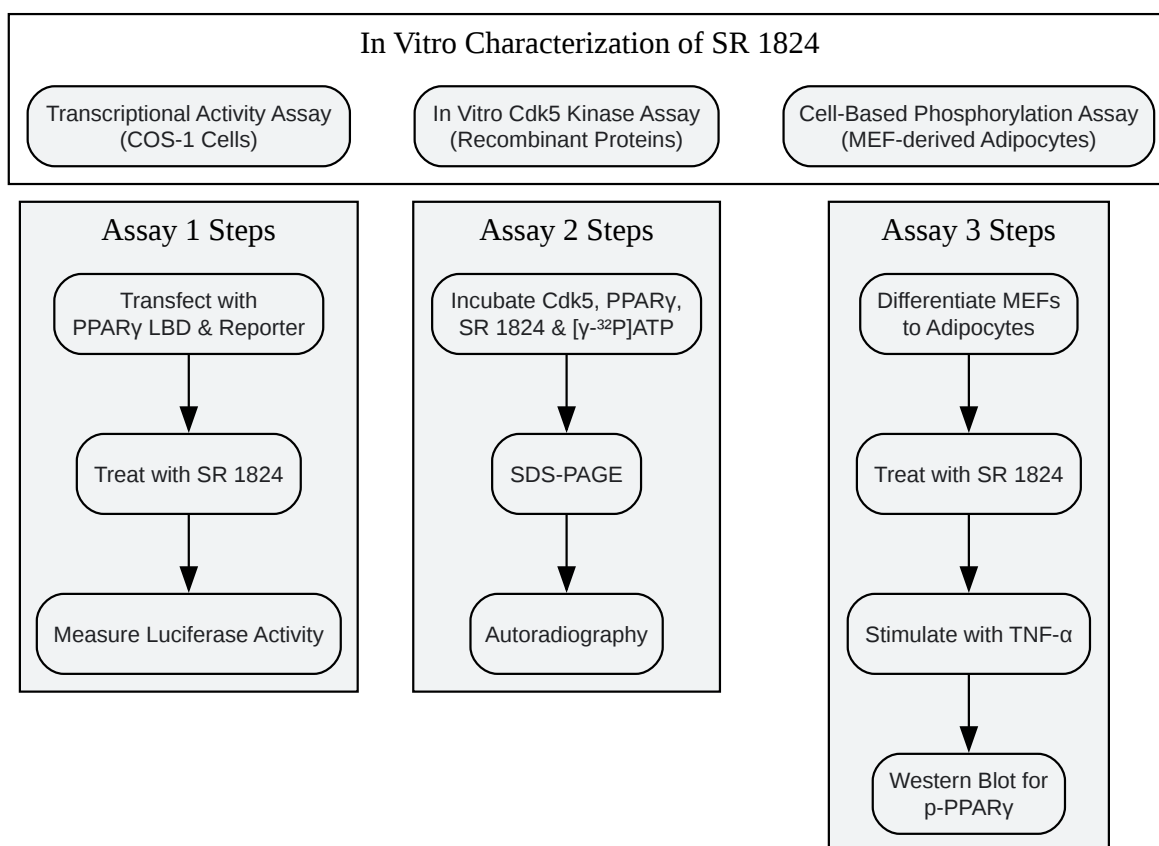 In Vitro Characterization of SR 1824
Transcriptional Activity Assay
(COS-1 Cells)
In Vitro Cdk5 Kinase Assay
(Recombinant Proteins)
Cell-Based Phosphorylation Assay
(MEF-derived Adipocytes)
Assay 1 Steps
Transfect with
PPARγ LBD & Reporter
Treat with SR 1824
Measure Luciferase Activity
Assay 2 Steps
Incubate Cdk5, PPARγ,
SR 1824 & [γ-³²P]ATP
SDS-PAGE
Autoradiography
Assay 3 Steps
Differentiate MEFs
to Adipocytes
Treat with SR 1824
Stimulate with TNF-α
Western Blot for
p-PPARγ